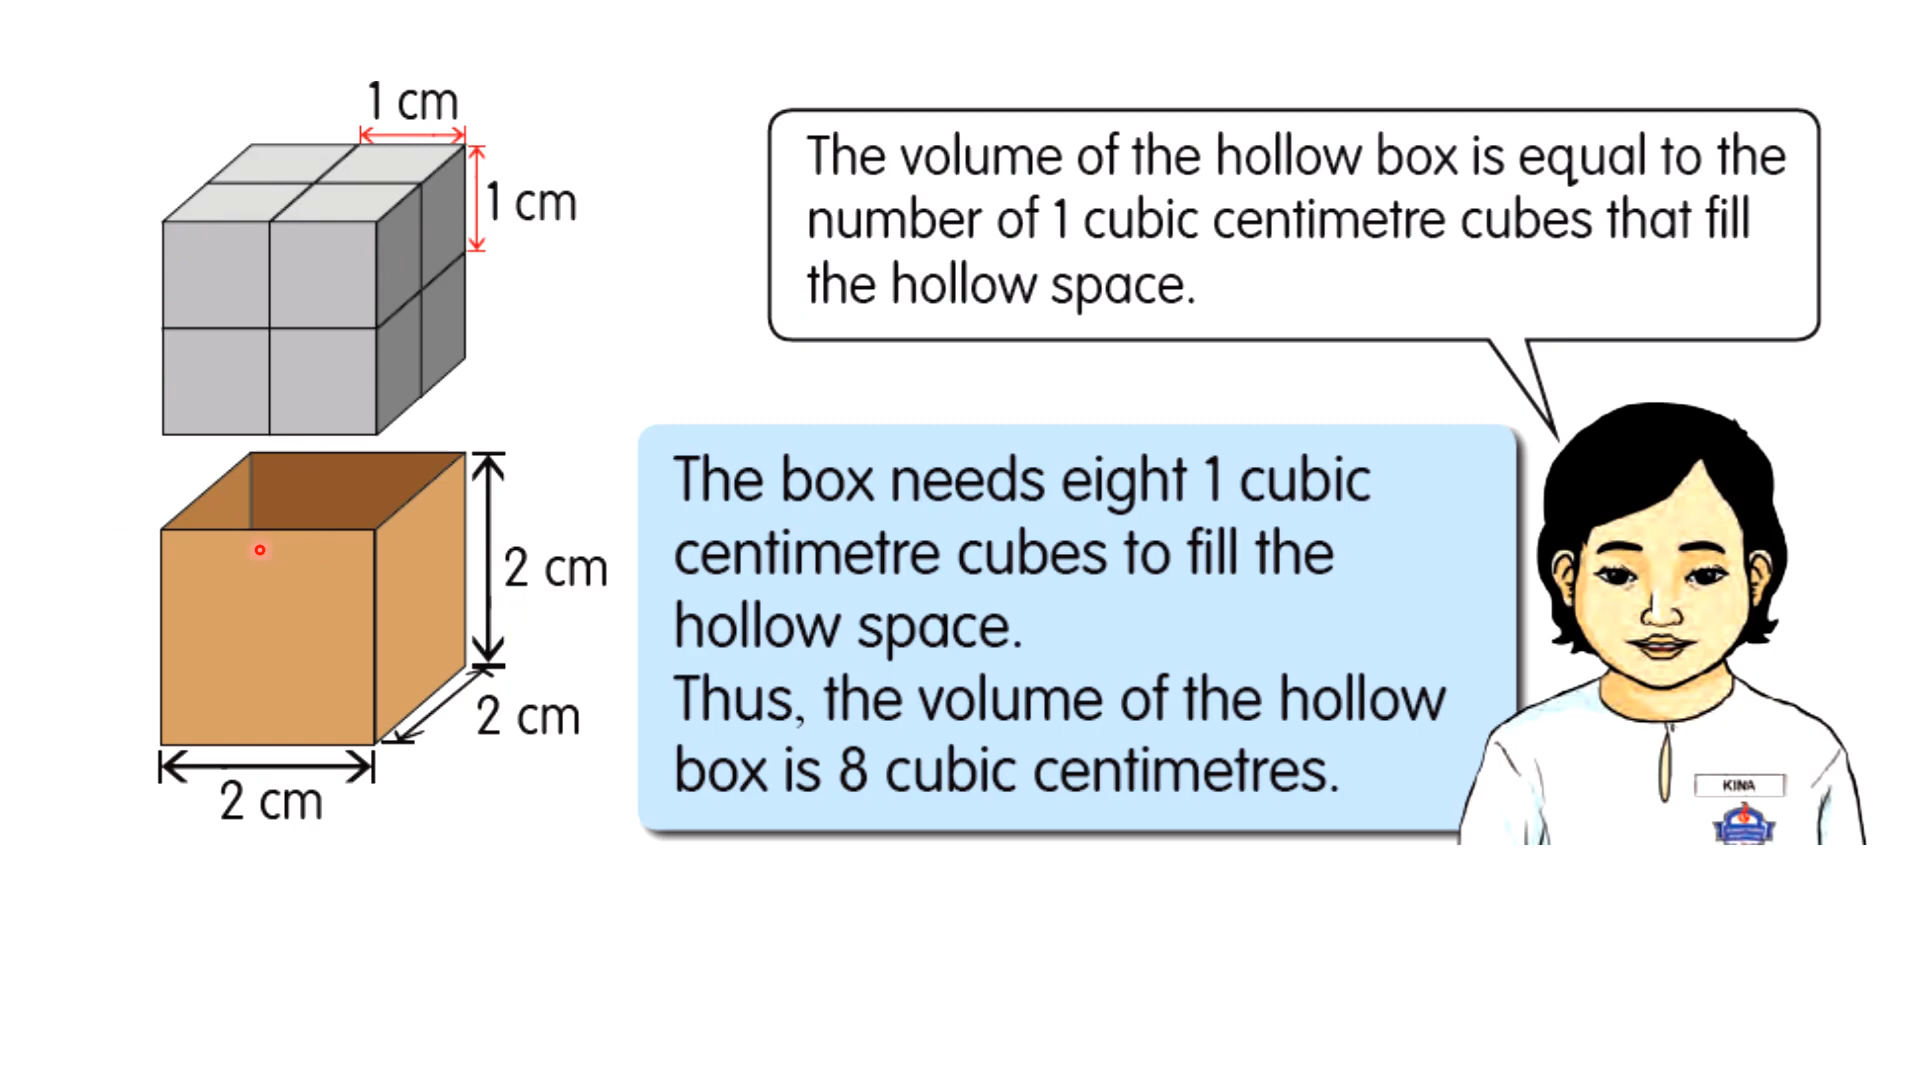 1 cm
1 cm
The volume of the hollow box is equal to the
number of 1 cubic centimetre cubes that fill
the hollow space.
2 cm
2 cm
2 cm
The box needs eight 1 cubic
centimetre cubes to fill the
hollow space.
Thus, the volume of the hollow
box is 8 cubic centimetres.
KINA